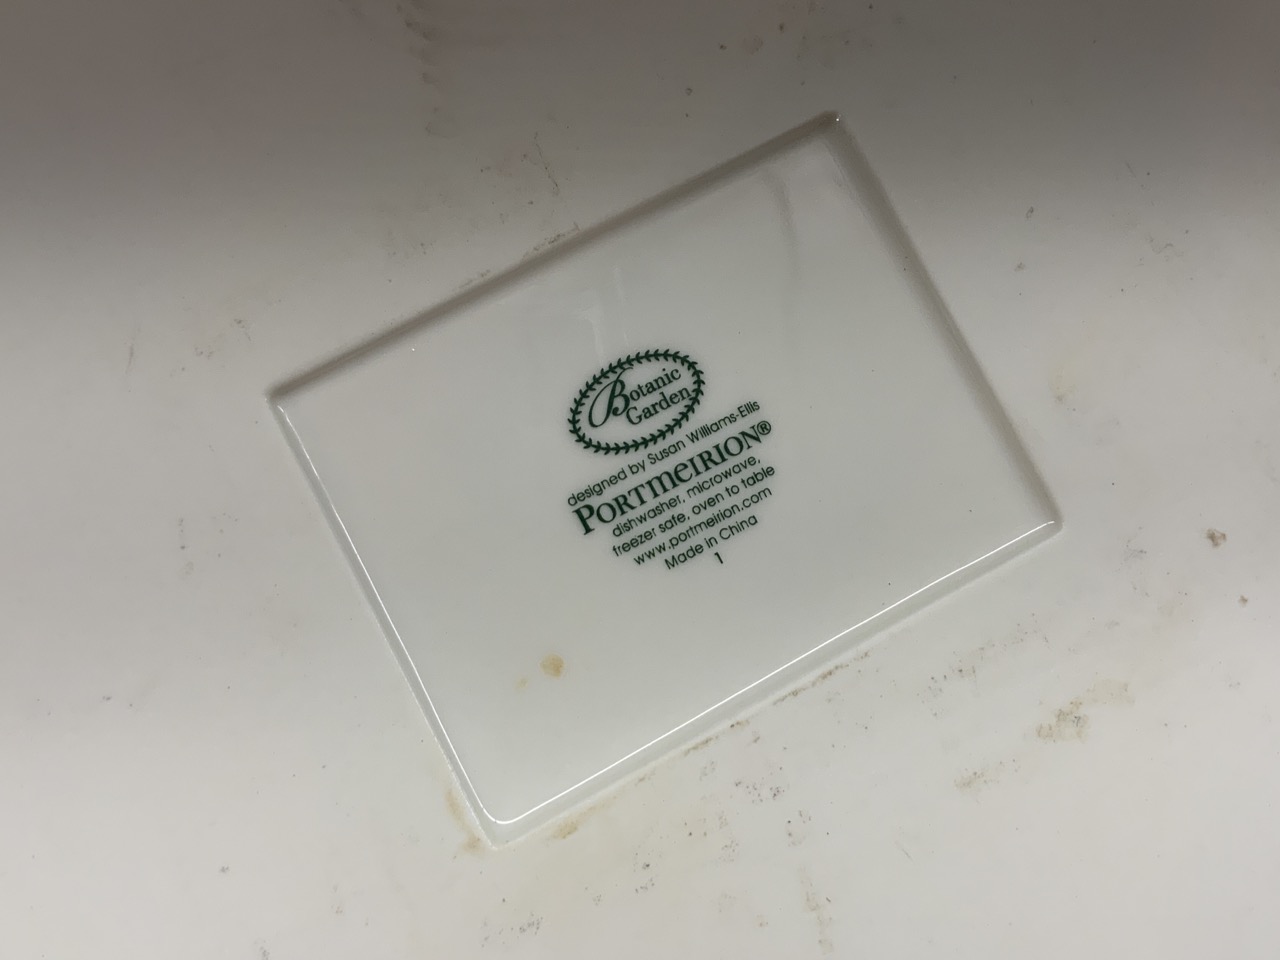 Botanic
Garden
designed by Susan Williams-Ellis
PORTMEIRION®
dishwasher, microwave,
freezer safe, oven to table
www.portmeirion.com
Made in China
1